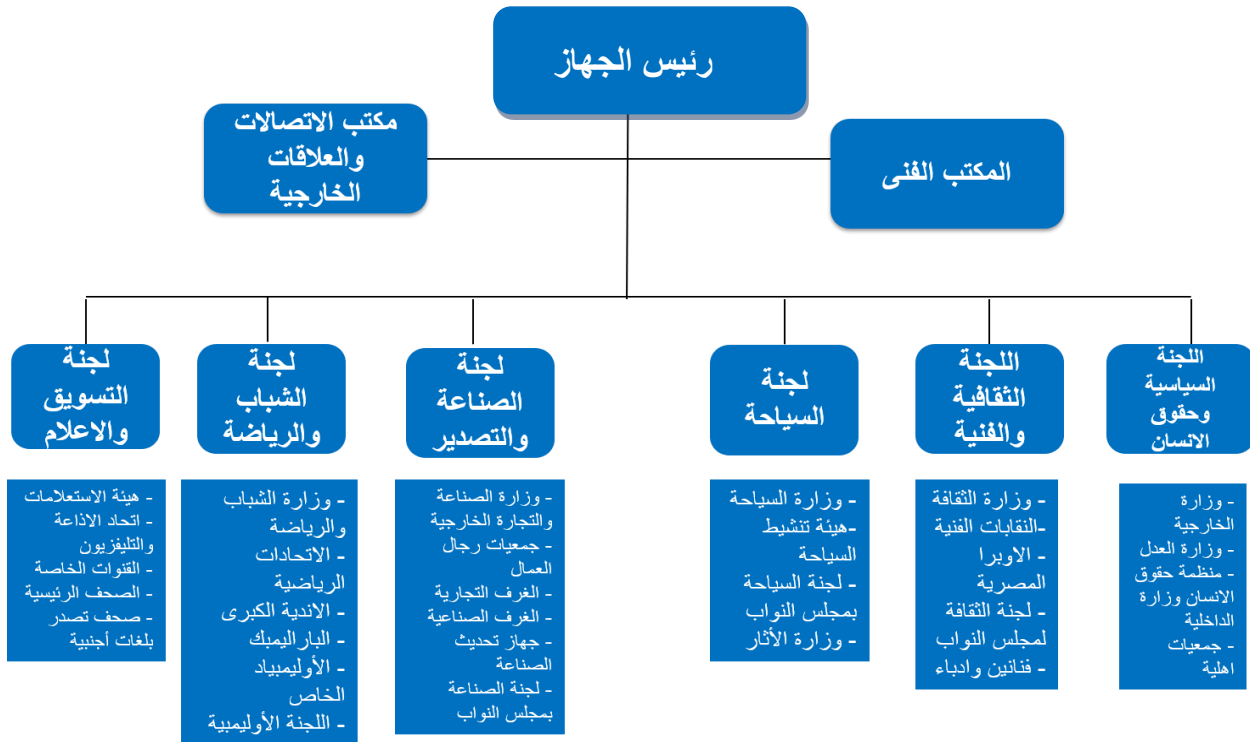 رئيس الجهاز
مكتب الاتصالات
والعلاقات
الخارجية
المكتب الفنى
اللجنة
السياسية
وحقوق
الانسان
اللجنة
الثقافية
والفنية
لجنة
السياحة
لجنة
الصناعة
والتصدير
لجنة
الشباب
والرياضة
لجنة
التسويق
والاعلام
- وزارة
الخارجية
- وزارة العدل
- منظمة حقوق
الانسان وزارة
الداخلية
- جمعيات
اهلية
- وزارة الثقافة
-النقابات الفنية
- الاوبرا
المصرية
- لجنة الثقافة
لمجلس النواب
- فنانين وادباء
- وزارة السياحة
-هيئة تنشيط
السياحة
- لجنة السياحة
بمجلس النواب
- وزارة الأثار
- وزارة الصناعة
والتجارة الخارجية
- جمعيات رجال
العمال
- الغرف التجارية
- الغرف الصناعية
- جهاز تحديث
الصناعة
- لجنة الصناعة
بمجلس النواب
- وزارة الشباب
والرياضة
- الاتحادات
الرياضية
- الاندية الكبرى
- الباراليمبك
- الأوليمبياد
الخاص
- اللجنة الأوليمبية
- هيئة الاستعلامات
- اتحاد الاذاعة
والتليفزيون
- القنوات الخاصة
- الصحف الرئيسية
- صحف تصدر
بلغات أجنبية